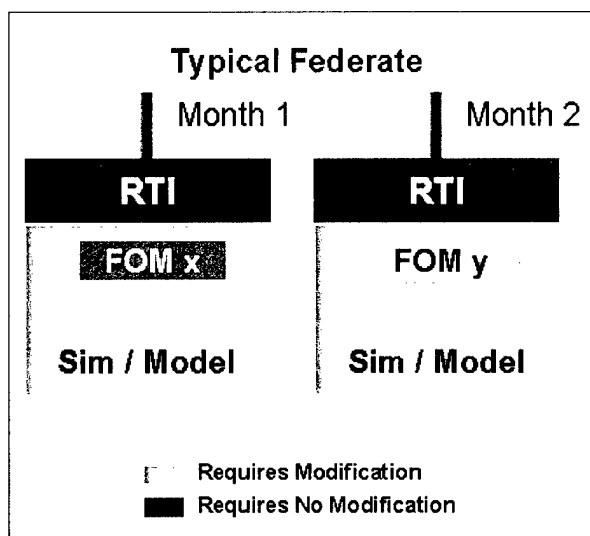 Typical Federate
Month 1
Month 2
RTI
RTI
FOM x
FOM y
Sim / Model
Sim / Model
Requires Modification
Requires No Modification